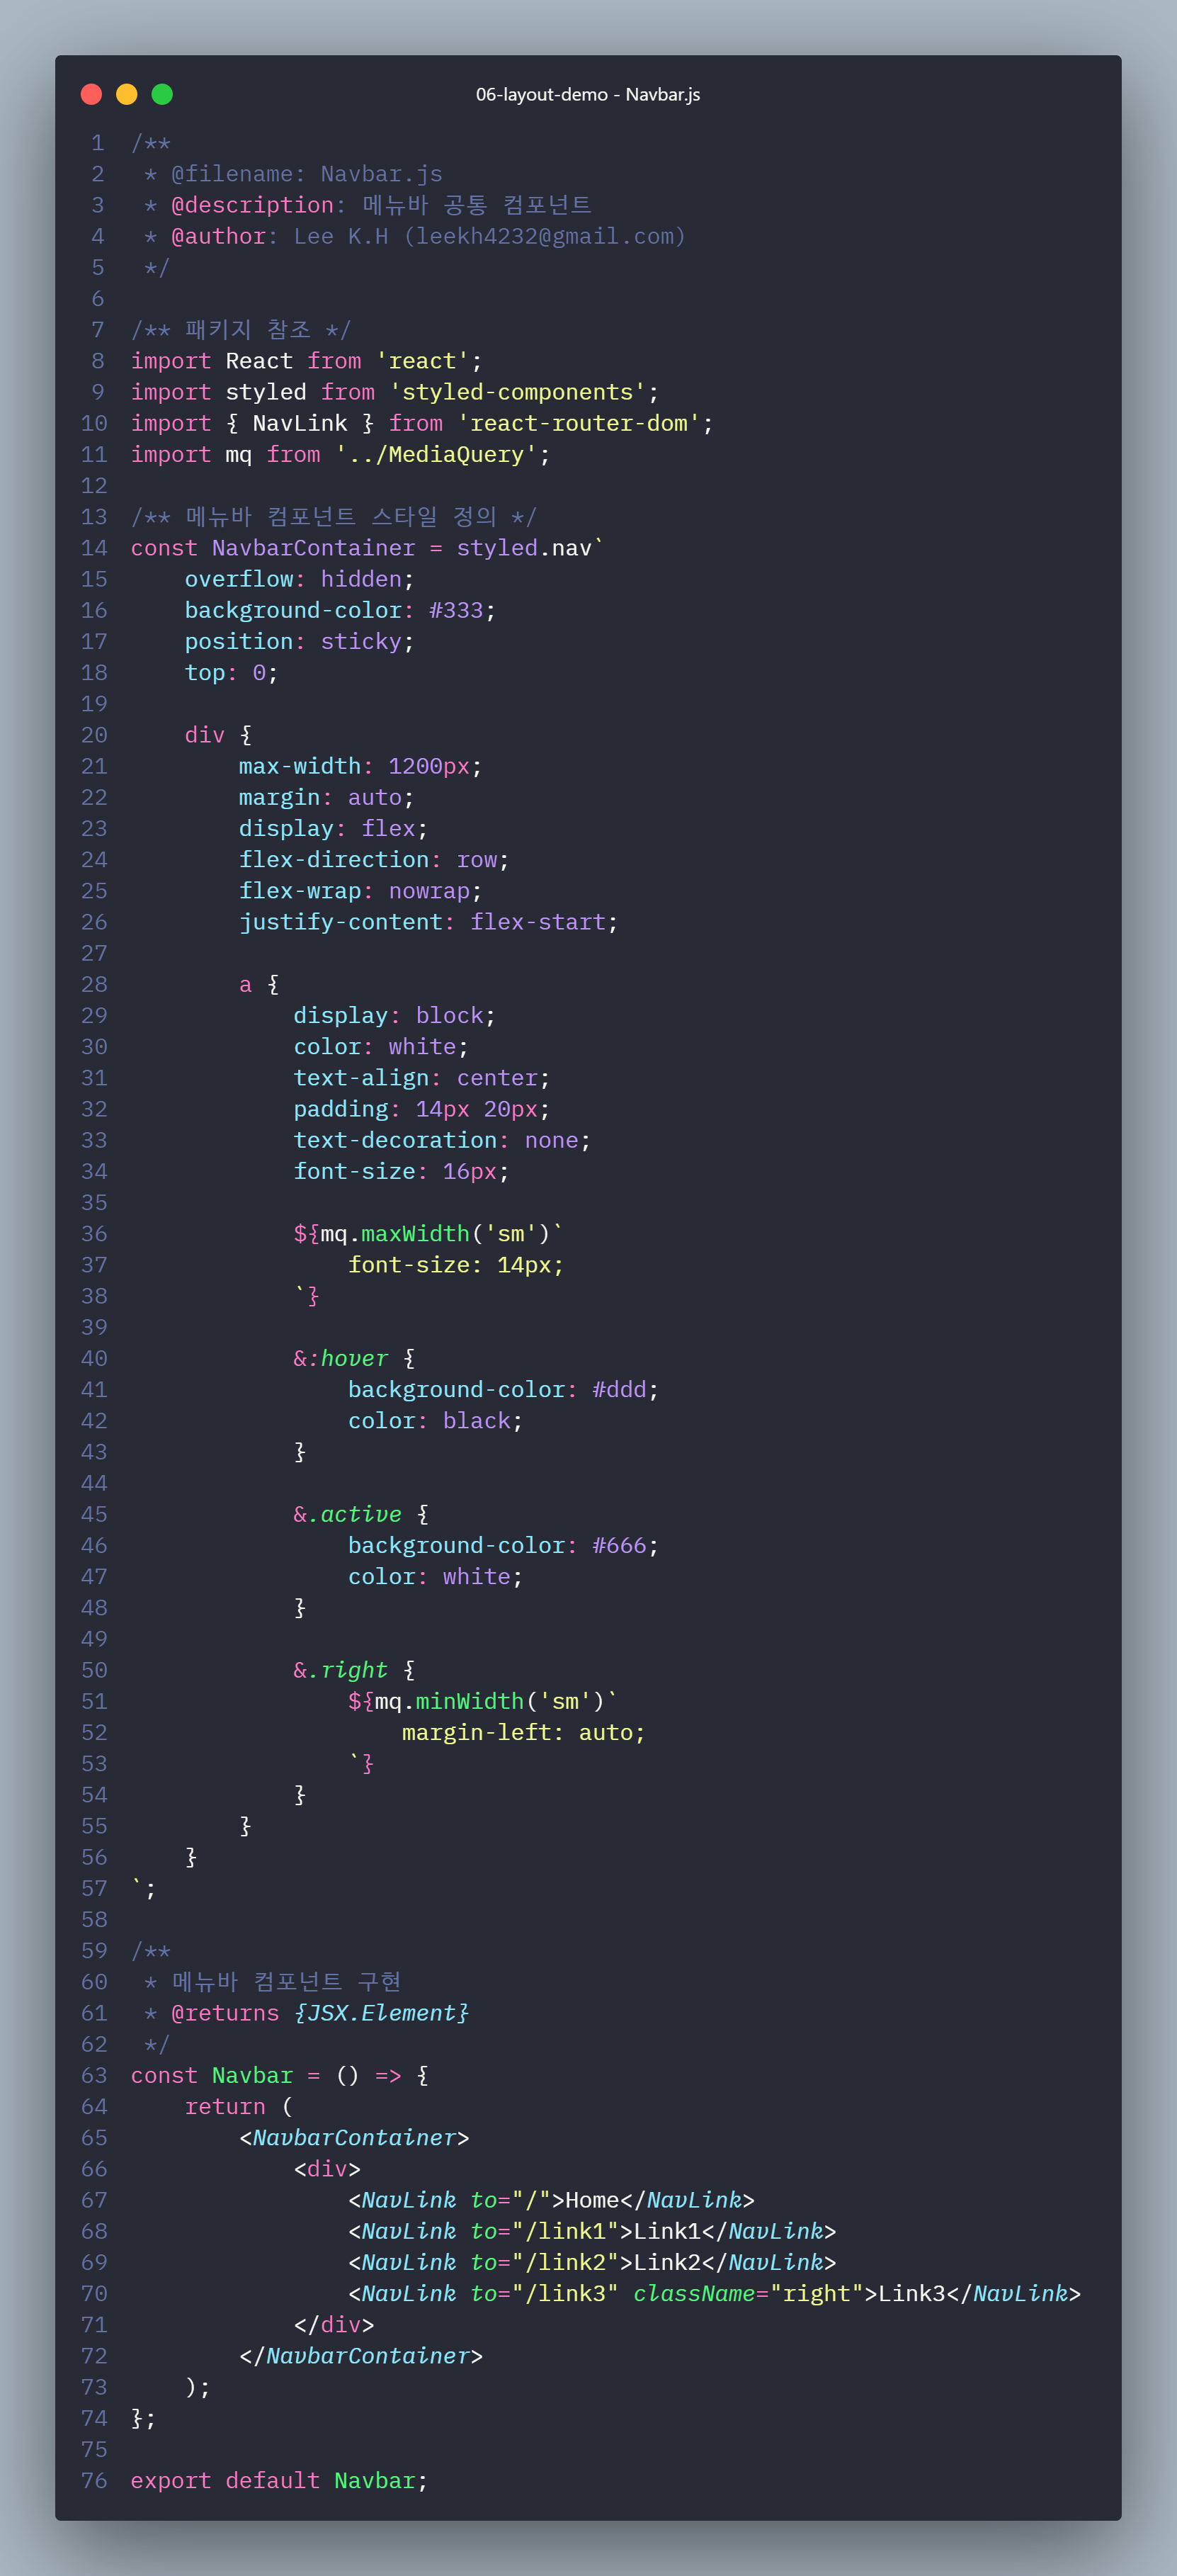 06-layout-demo - Navbar.js
1 /**
2  * @filename: Navbar.js
3  * @description: 메뉴바 공통 컴포넌트
4  * @author: Lee K.H (leekh4232@gmail.com)
5  */
6
7 /** 패키지 참조 */
8 import React from 'react';
9 import styled from 'styled-components';
10 import { NavLink } from 'react-router-dom';
11 import mq from '../MediaQuery';
12
13 /** 메뉴바 컴포넌트 스타일 정의 */
14 const NavbarContainer = styled.nav`
15     overflow: hidden;
16     background-color: #333;
17     position: sticky;
18     top: 0;
19
20     div {
21         max-width: 1200px;
22         margin: auto;
23         display: flex;
24         flex-direction: row;
25         flex-wrap: nowrap;
26         justify-content: flex-start;
27
28         a {
29             display: block;
30             color: white;
31             text-align: center;
32             padding: 14px 20px;
33             text-decoration: none;
34             font-size: 16px;
35
36             ${mq.maxWidth('sm')`
37                 font-size: 14px;
38             `}
39
40             &:hover {
41                 background-color: #ddd;
42                 color: black;
43             }
44
45             &.active {
46                 background-color: #666;
47                 color: white;
48             }
49
50             &.right {
51                 ${mq.minWidth('sm')`
52                     margin-left: auto;
53                 `}
54             }
55         }
56     }
57 `;
58
59 /**
60  * 메뉴바 컴포넌트 구현
61  * @returns {JSX.Element}
62  */
63 const Navbar = () => {
64     return (
65         <NavbarContainer>
66             <div>
67                 <NavLink to="/">Home</NavLink>
68                 <NavLink to="/link1">Link1</NavLink>
69                 <NavLink to="/link2">Link2</NavLink>
70                 <NavLink to="/link3" className="right">Link3</NavLink>
71             </div>
72         </NavbarContainer>
73     );
74 };
75
76 export default Navbar;